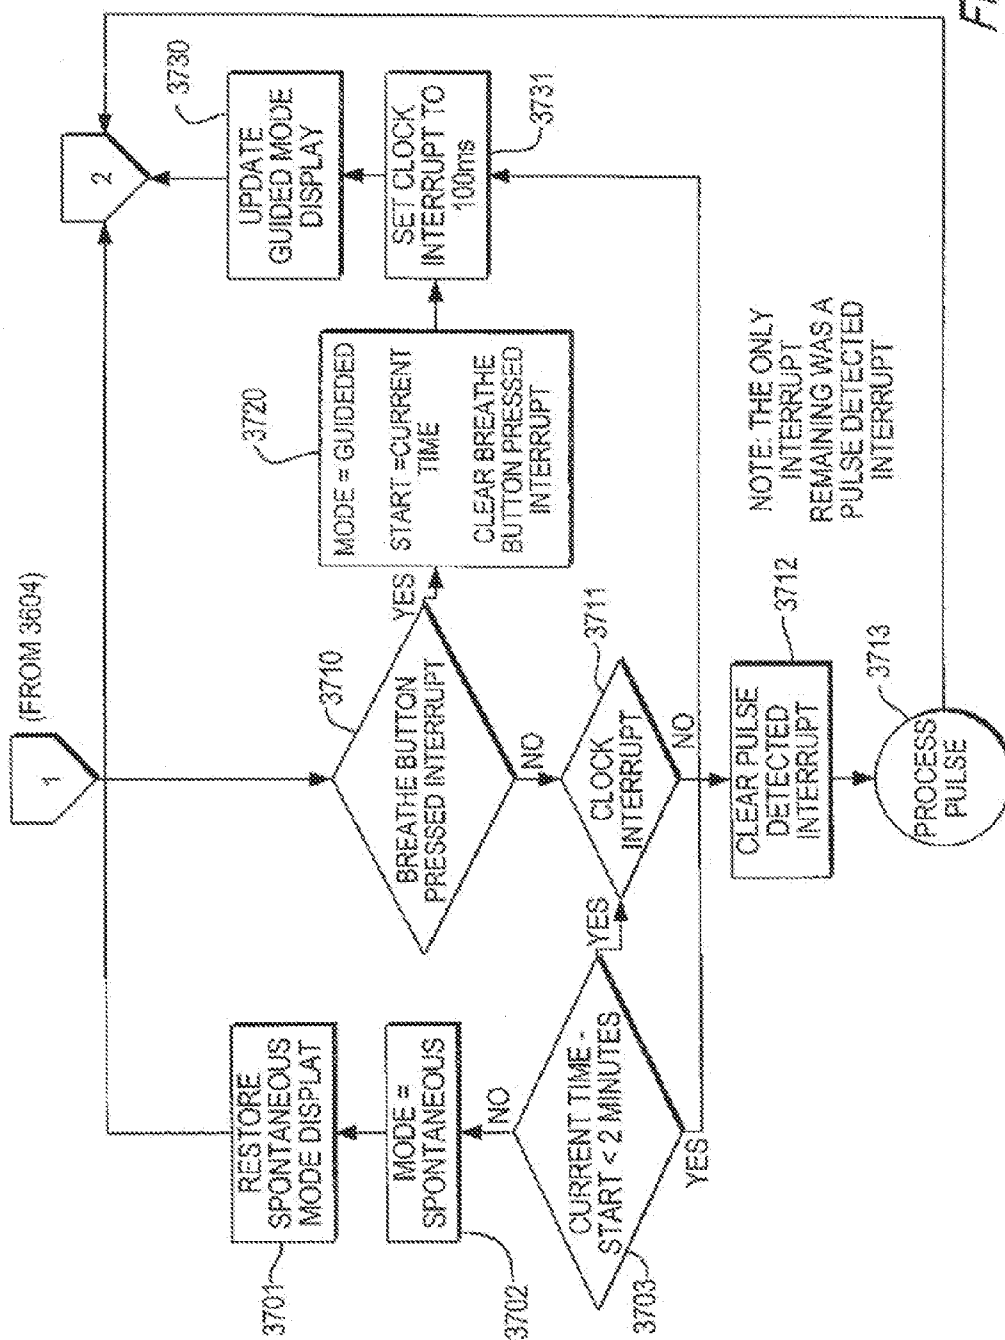 (FROM 3604)
1
2
3701
RESTORE
SPONTANEOUS
MODE DISPLAT
3702
MODE =
SPONTANEOUS
NO
3703
CURRENT TIME -
START < 2 MINUTES
YES
YES
3710
BREATHE BUTTON
PRESSED INTERRUPT
YES
NO
3711
CLOCK
INTERRUPT
NO
3712
CLEAR PULSE
DETECTED
INTERRUPT
3713
PROCESS
PULSE
3720
MODE = GUIDEDED
START =CURRENT
TIME
CLEAR BREATHE
BUTTON PRESSED
INTERRUPT
3730
UPDATE
GUIDED MODE
DISPLAY
3731
SET CLOCK
INTERRUPT TO
100ms
NOTE: THE ONLY
INTERRUPT
REMAINING WAS A
PULSE DETECTED
INTERRUPT